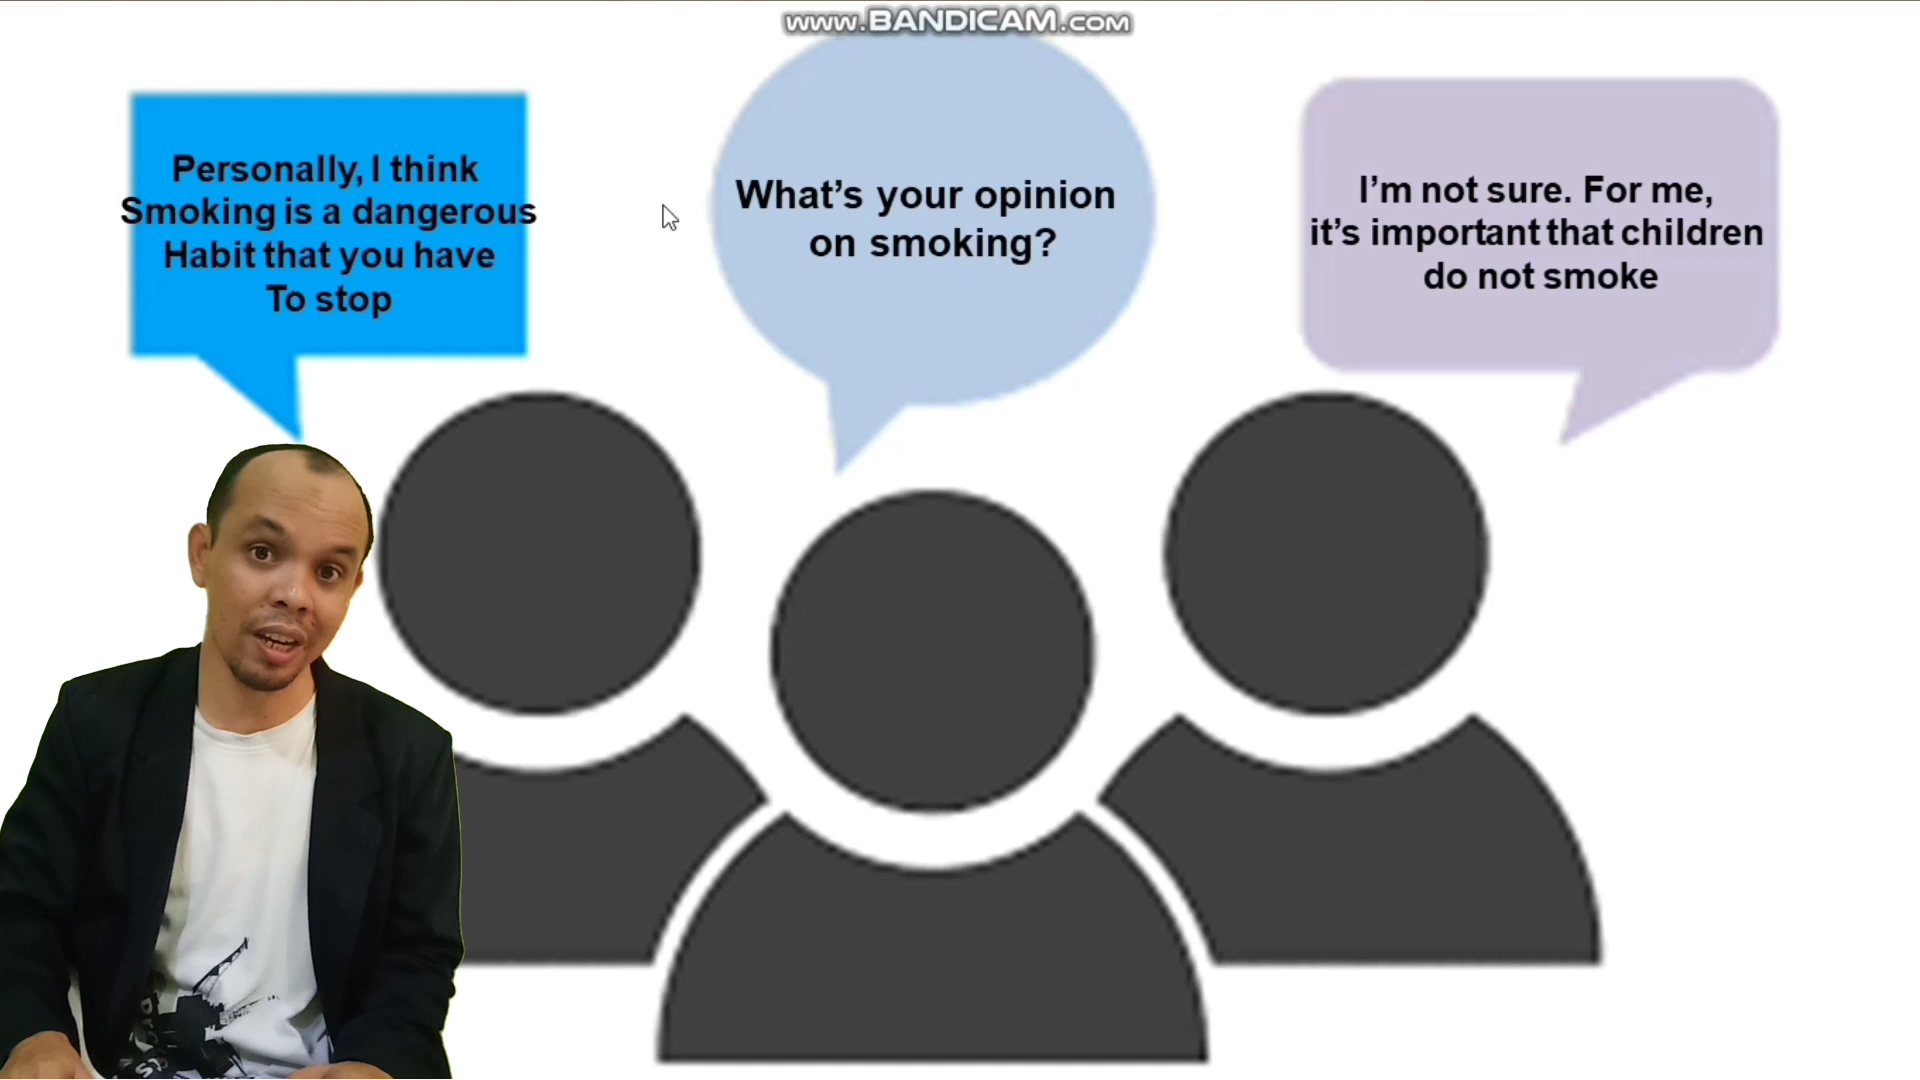 www.BANDICAM.com
Personally, I think
Smoking is a dangerous
Habit that you have
To stop
What's your opinion
on smoking?
I'm not sure. For me,
it's important that children
do not smoke